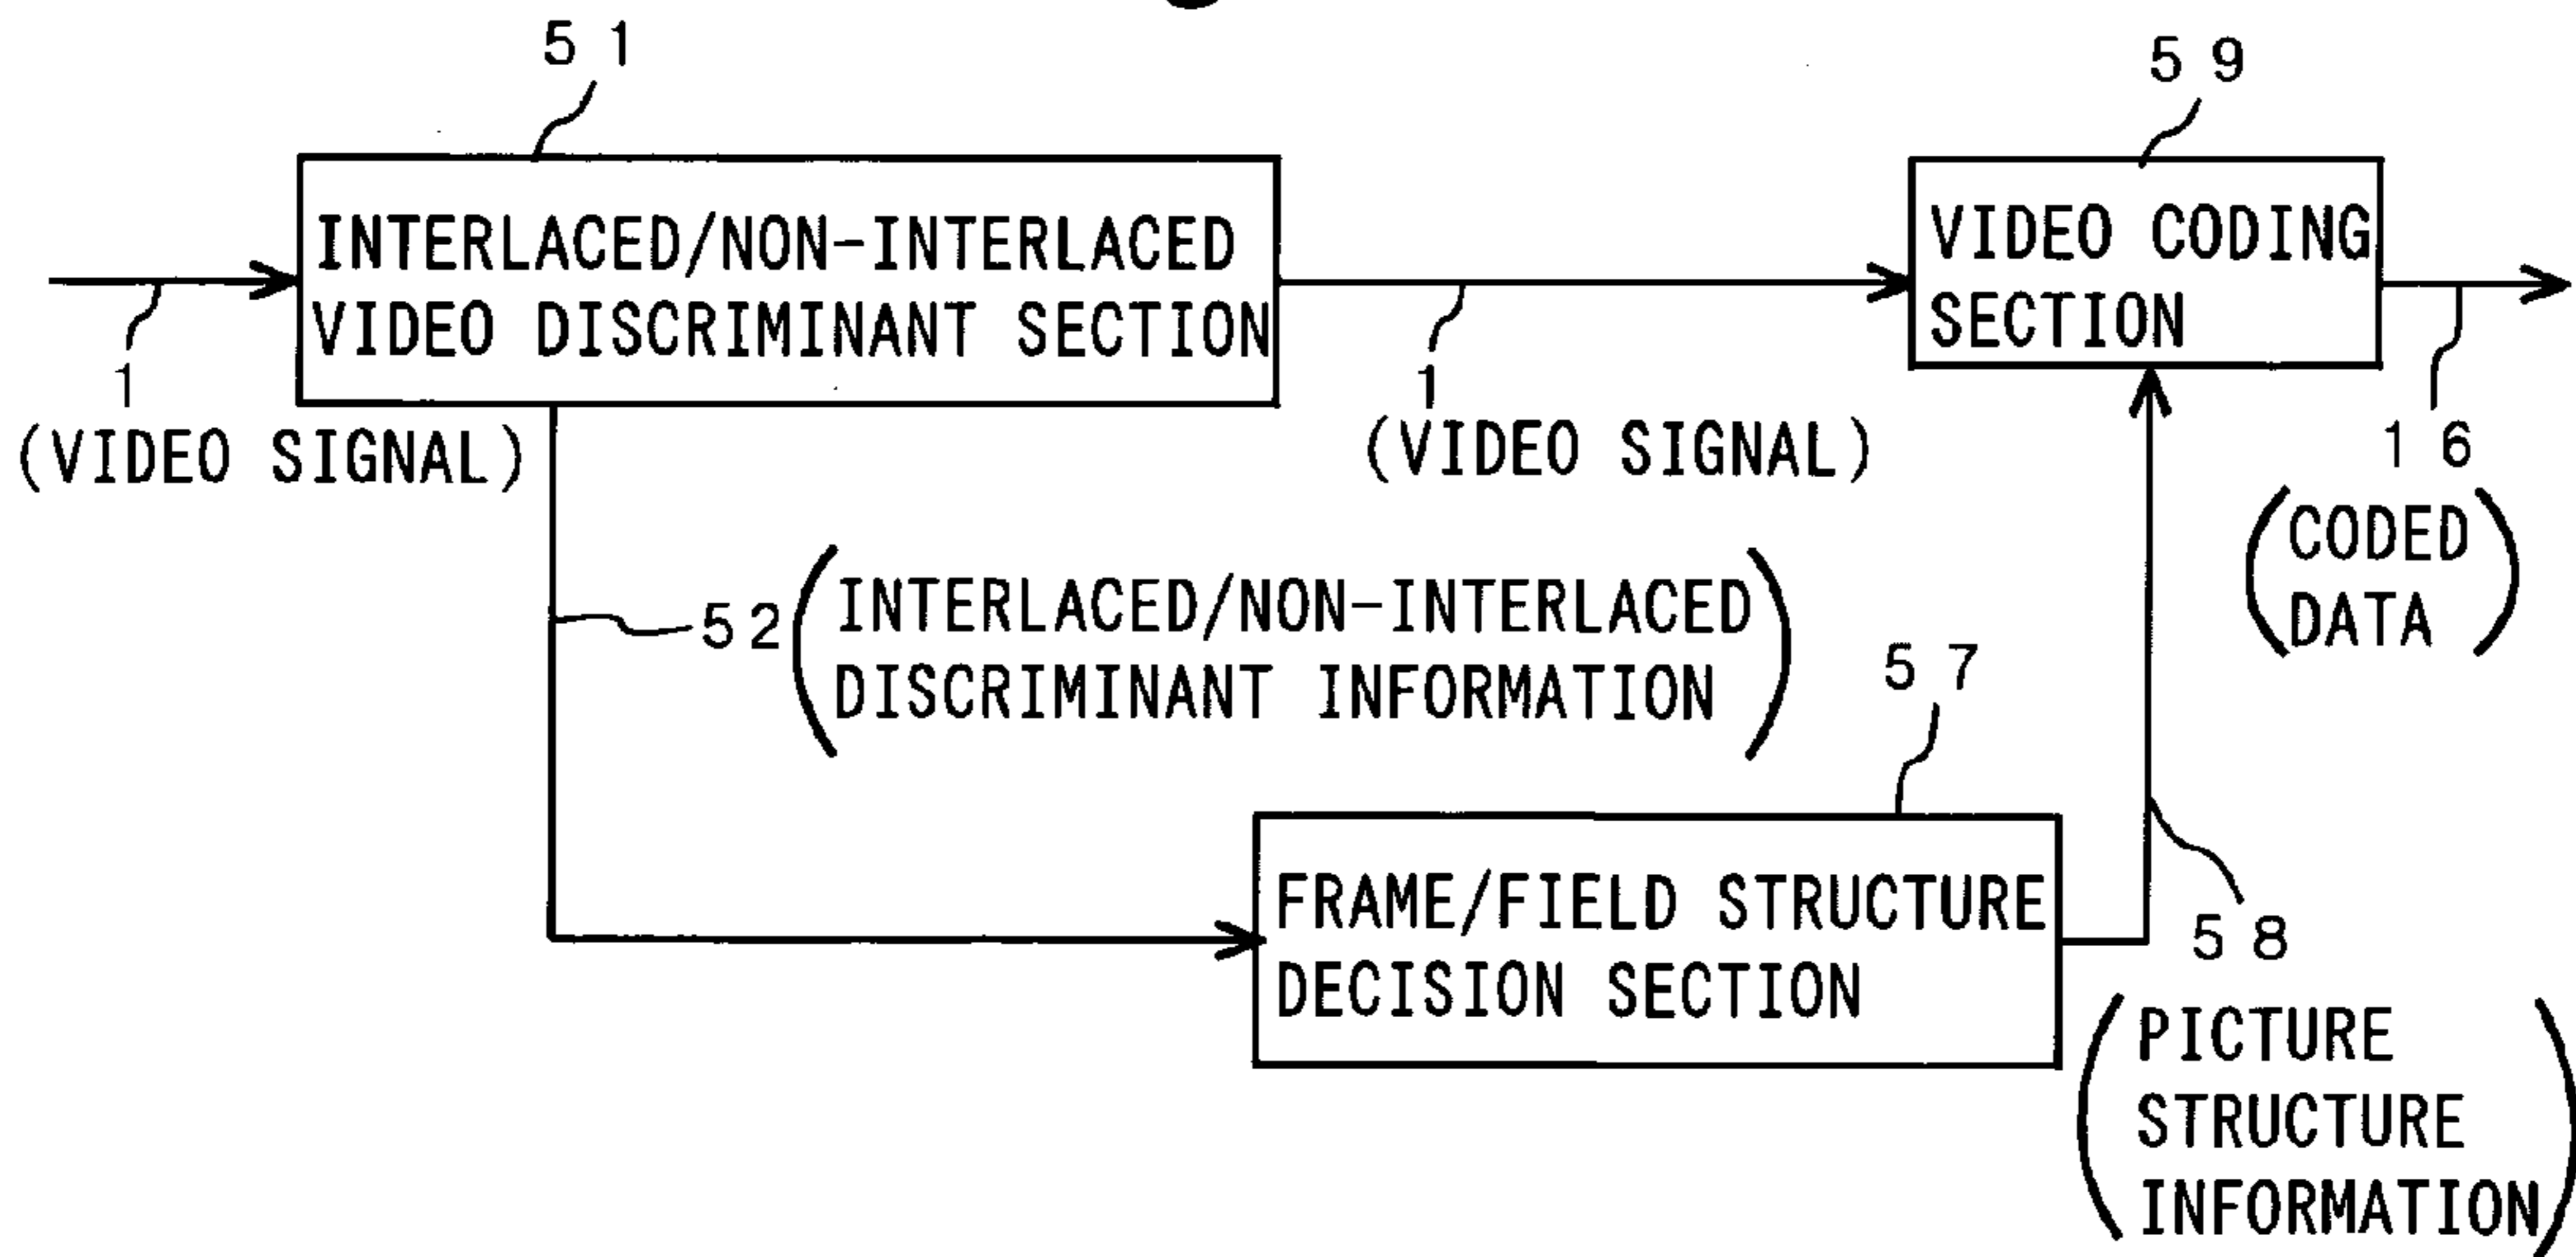 51
59
INTERLACED/NON-INTERLACED
VIDEO DISCRIMINANT SECTION
VIDEO CODING
SECTION
1
(VIDEO SIGNAL)
1
(VIDEO SIGNAL)
16
(CODED
DATA)
52 (INTERLACED/NON-INTERLACED
DISCRIMINANT INFORMATION)
57
FRAME/FIELD STRUCTURE
DECISION SECTION
58
(PICTURE
STRUCTURE
INFORMATION)